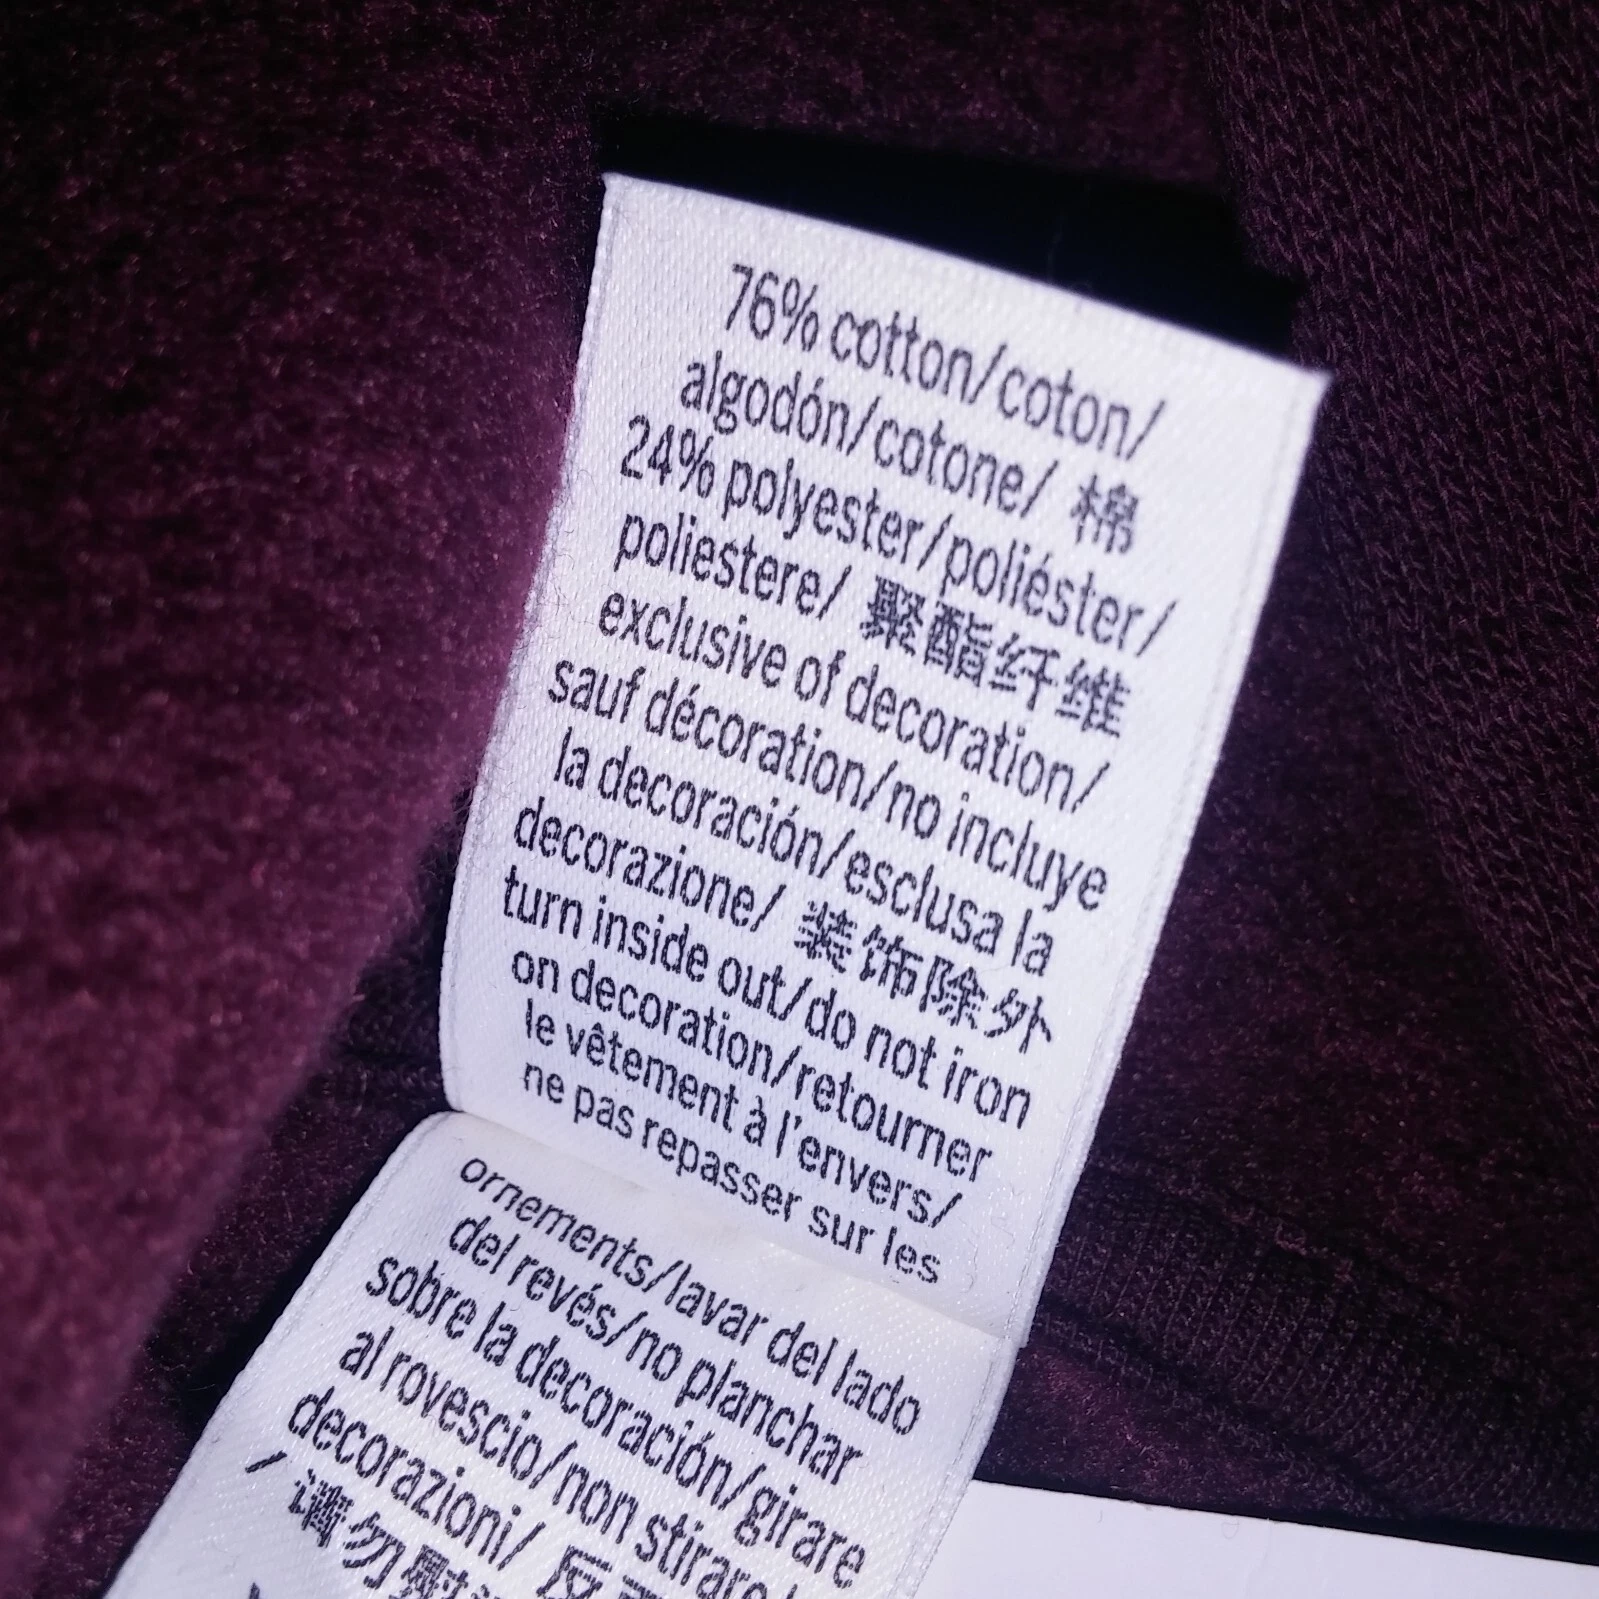 76% cotton/coton/
algodón/cotone/ 棉
24% polyester/poliéster/
poliestere/ 聚酯纤维
exclusive of decoration/
sauf décoration/no incluye
la decoración/esclusa la
decorazione/ 装饰除外
turn inside out/do not iron
on decoration/retourner
le vêtement à l'envers/
ne pas repasser sur les
ornements/lavar del lado
del revés/no planchar
sobre la decoración/girare
al rovescio/non stirare
decorazioni/ 反
/ 请勿熨